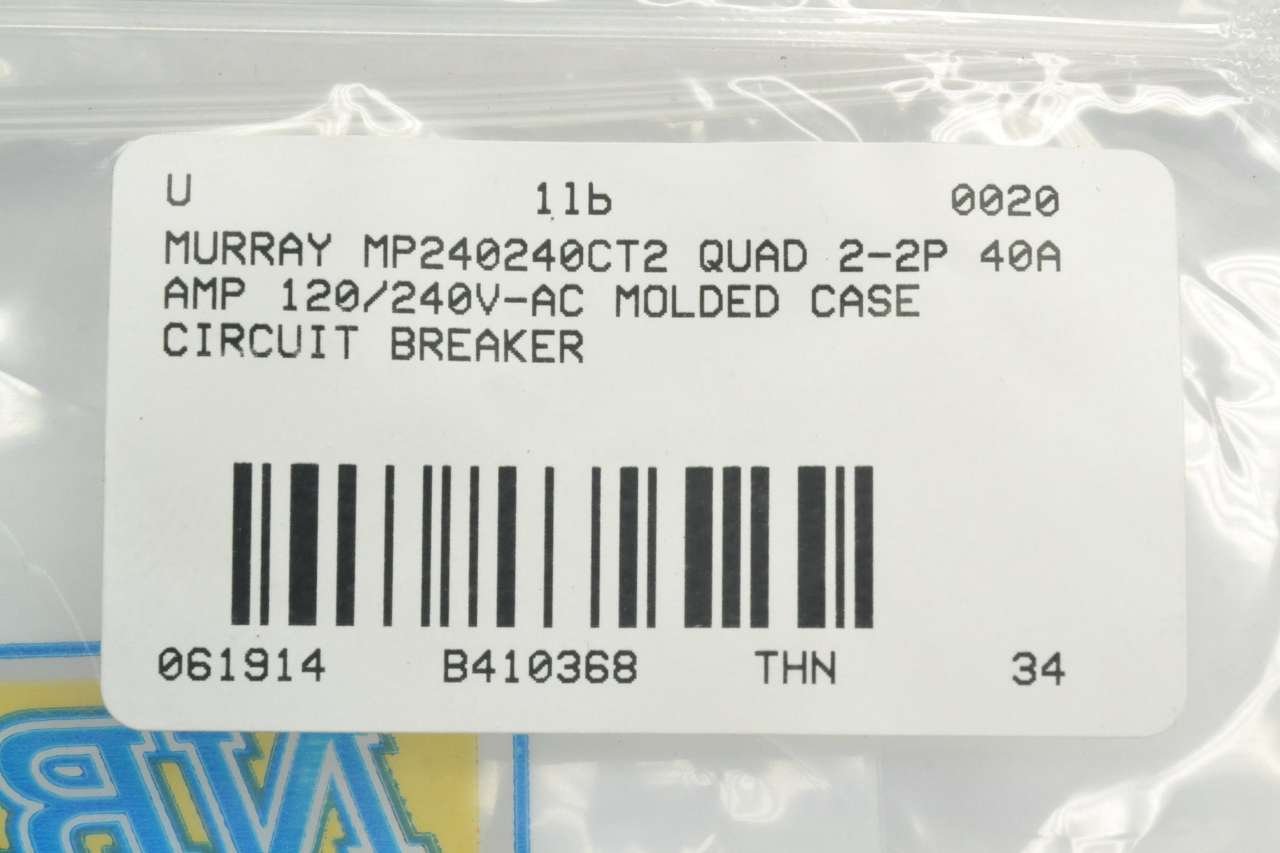 U 1lb 0020
MURRAY MP240240CT2 QUAD 2-2P 40A
AMP 120/240V-AC MOLDED CASE
CIRCUIT BREAKER
061914 B410368 THN 34